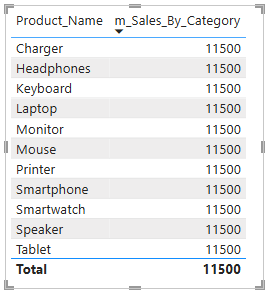 Product_Name m_Sales_By_Category
Charger 11500
Headphones 11500
Keyboard 11500
Laptop 11500
Monitor 11500
Mouse 11500
Printer 11500
Smartphone 11500
Smartwatch 11500
Speaker 11500
Tablet 11500
Total 11500